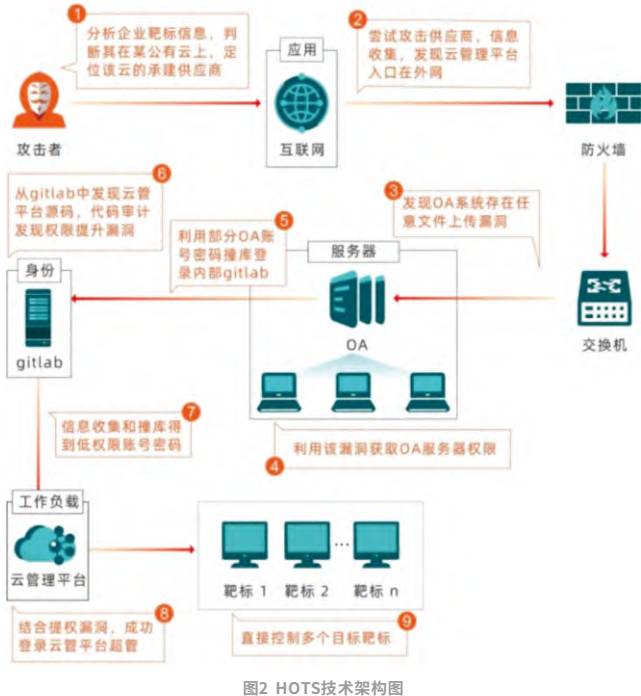 1
分析企业靶标信息，判
断其在某公有云上，定
位该云的承建供应商
2
尝试攻击供应商，信息
收集，发现云管理平台
入口在外网
应用
攻击者
互联网
防火墙
6
从gitlab中发现云管
平台源码，代码审计
发现权限提升漏洞
3
发现OA系统存在任
意文件上传漏洞
5
利用部分OA账
号密码撞库登
录内部gitlab
服务器
身份
OA
交换机
gitlab
7
信息收集和撞库得
到低权限账号密码
4
利用该漏洞获取OA服务器权限
工作负载
云管理平台
靶标 1
靶标 2
...
靶标 n
8
结合提权漏洞，成功
登录云管平台超管
9
直接控制多个目标靶标
图2 HOTS技术架构图